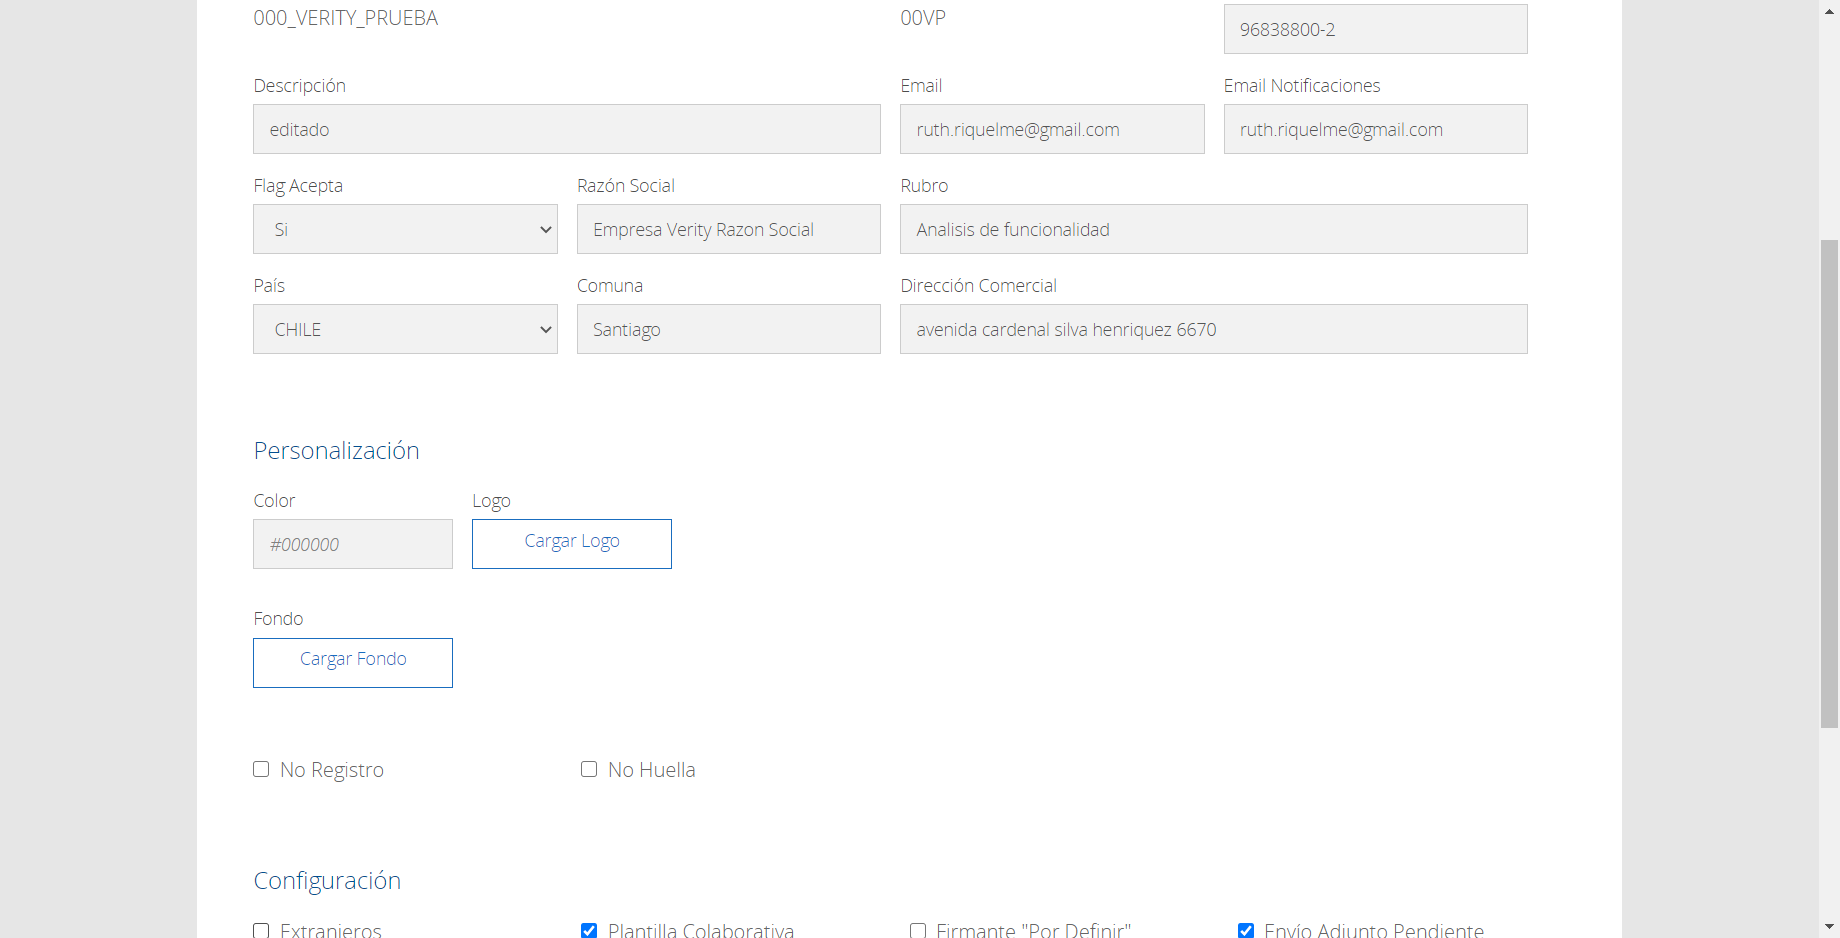 000_VERITY_PRUEBA 00VP 96838800-2
Descripción Email Email Notificaciones
editado ruth.riquelme@gmail.com ruth.riquelme@gmail.com
Flag Acepta Razón Social Rubro
Si Empresa Verity Razon Social Analisis de funcionalidad
País Comuna Dirección Comercial
CHILE Santiago avenida cardenal silva henriquez 6670
Personalización
Color Logo
#000000 Cargar Logo
Fondo
Cargar Fondo
No Registro No Huella
Configuración
Extranjeros Plantilla Colaborativa Firmante "Por Definir" Envío Adjunto Pendiente